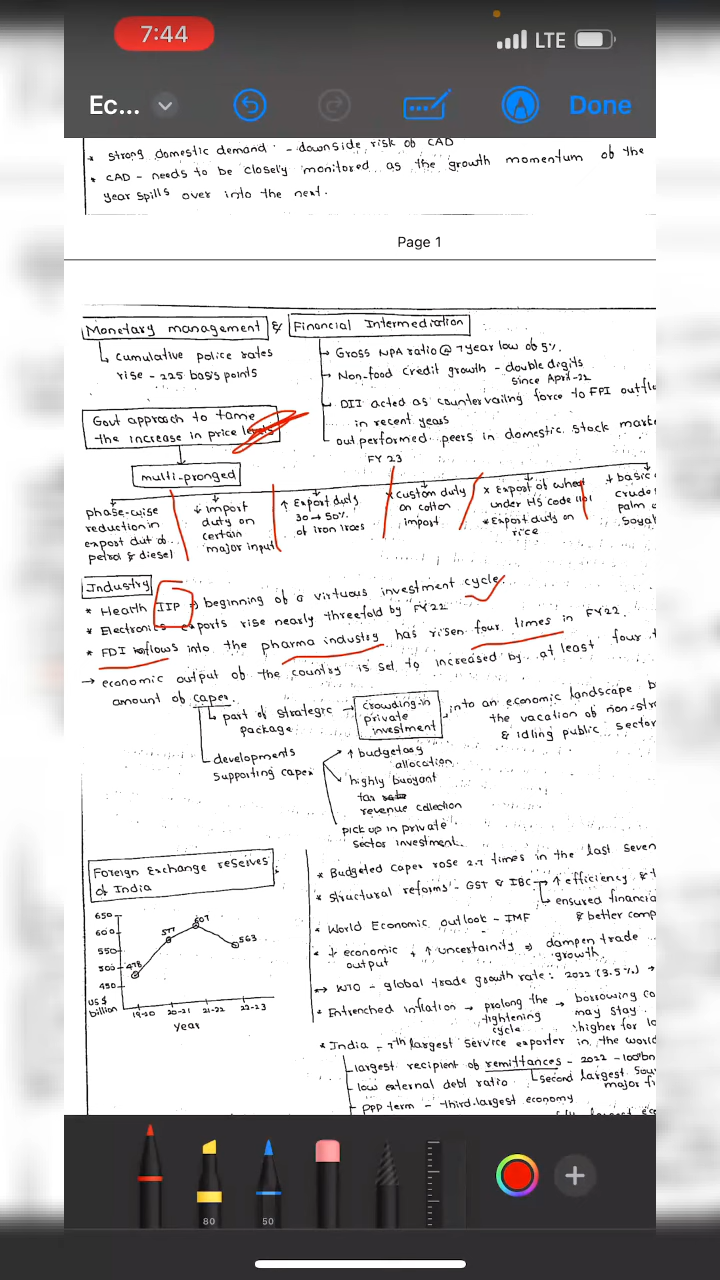 7:44
LTE
Ec...
Done
* strong domestic demand - downside risk of CAD
* CAD - needs to be closely monitored as the growth momentum of the
year spills over into the next.
Page 1
Monetary management & Financial Intermediation
cumulative police rates
rise - 225 basis points
Gross NPA ratio @ 7 year low of 5%.
Non-food credit growth - double digits
since April-22
DII acted as countervailing force to FPI outflo
in recent years
out performed peers in domestic stock mark
FY 23
Govt approach to tame
the increase in price
multi-pronged
phase-wise
reduction in
export dut of
petrol & diesel
↓ import
duty on
certain
major input
↑ Export duty
30 → 50%
of iron ores
* custom duty
on cotton
import
* Export of whea
under HS code 1101
* Export duty on
rice
↓ basic
crude
palm
soya
Industry
* Health IIP → beginning of a virtuous investment cycle
* Electronics exports rise nearly threefold by FY22
* FDI inflows into the pharma industry has risen four times in FY22
→ economic output of the country is set to increased by at least four
amount of capex
part of strategic → crowding-in private investment
package
into an economic landscape b
the vacation of non-str
& idling public sector
developments
supporting capex
↑ budgetary
allocation
highly buoyant
tax
revenue collection
pick up in private
sector investment.
Foreign Exchange reserves
of India
650
600
550
500
450
US $
billion
478
577
607
563
19-20 20-21 21-22 22-23
Year
* Budgeted capex rose 2.7 times in the last seven
* structural reforms - GST & IBC → ↑ efficiency &
ensured financia
& better comp
* World Economic outlook - IMF
* ↓ economic + ↑ uncertainity ⇒ dampen trade
output growth
→ WTO - global trade growth rate: 2022 (3.5%) →
* Entrenched inflation → prolong the → borrowing co
tightening may stay
cycle higher for lo
* India - 7th largest service exporter in the world
largest recipient of remittances - 2022 - 100bn
second largest sou
major f
low external debt ratio
PPP term - third-largest economy
80
50